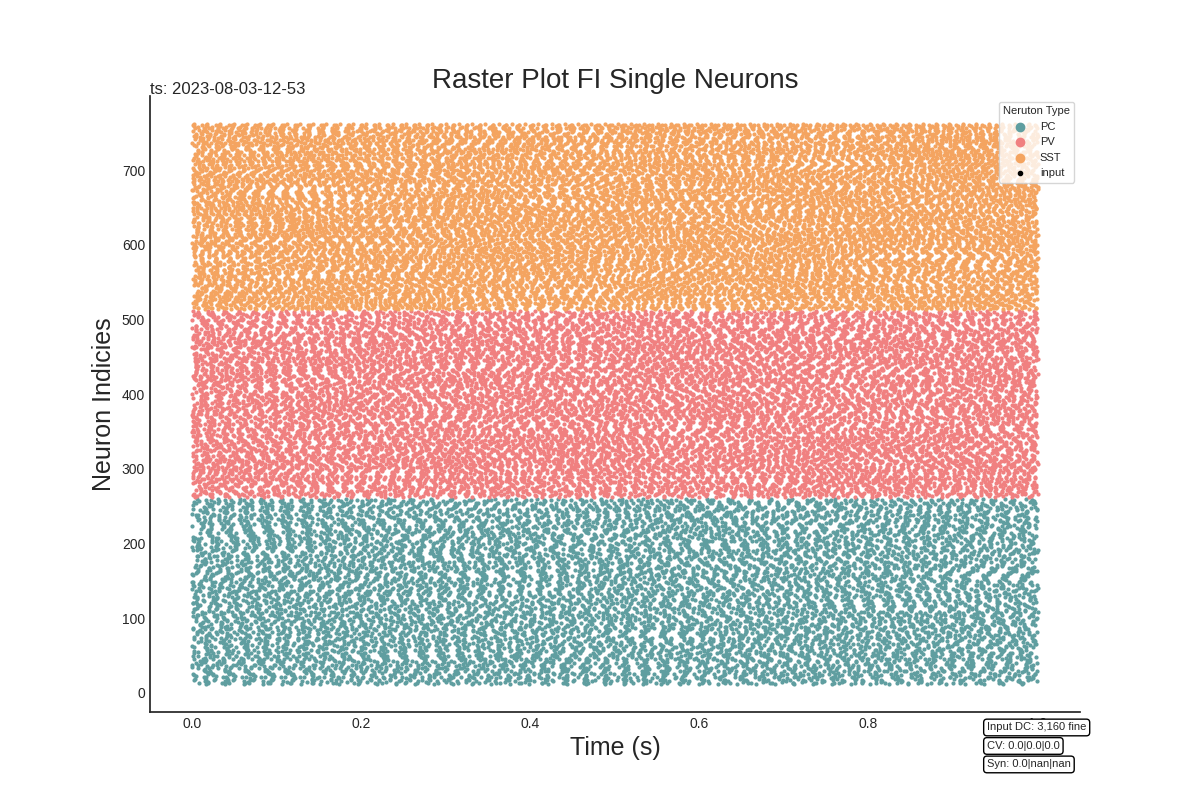 Raster Plot FI Single Neurons
ts: 2023-08-03-12-53
Neruton Type
PC
PV
SST
input
Neuron Indicies
700
600
500
400
300
200
100
0
0.0 0.2 0.4 0.6 0.8
Time (s)
Input DC: 3,160 fine
CV: 0.0|0.0|0.0
Syn: 0.0|nan|nan